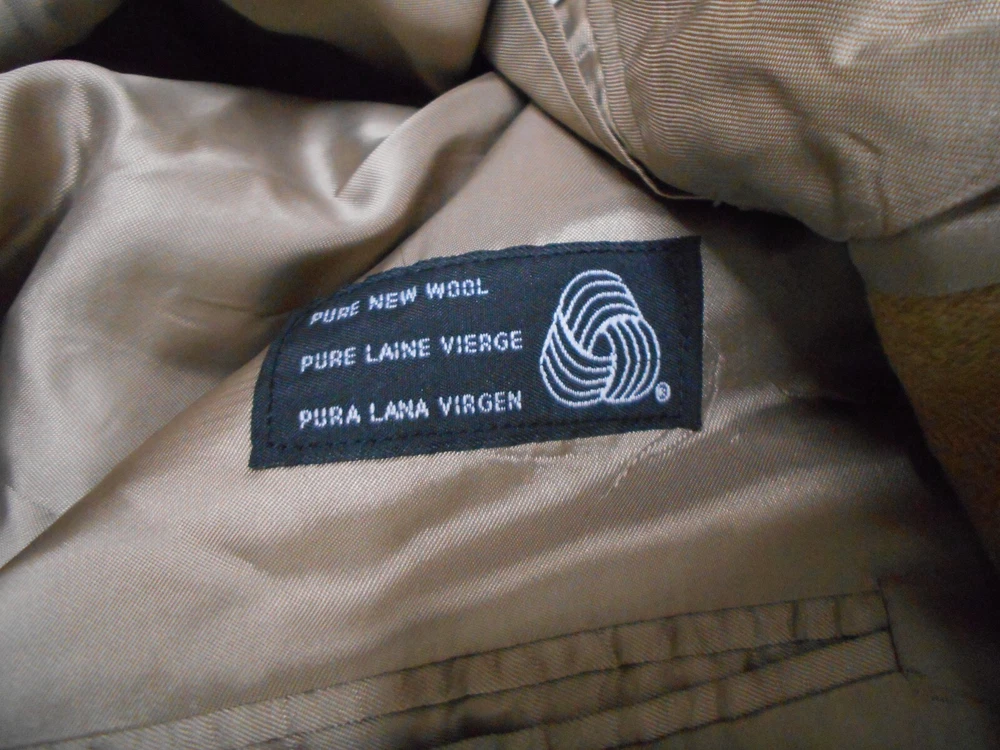 PURE NEW WOOL
PURE LAINE VIERGE
PURA LANA VIRGEN
®